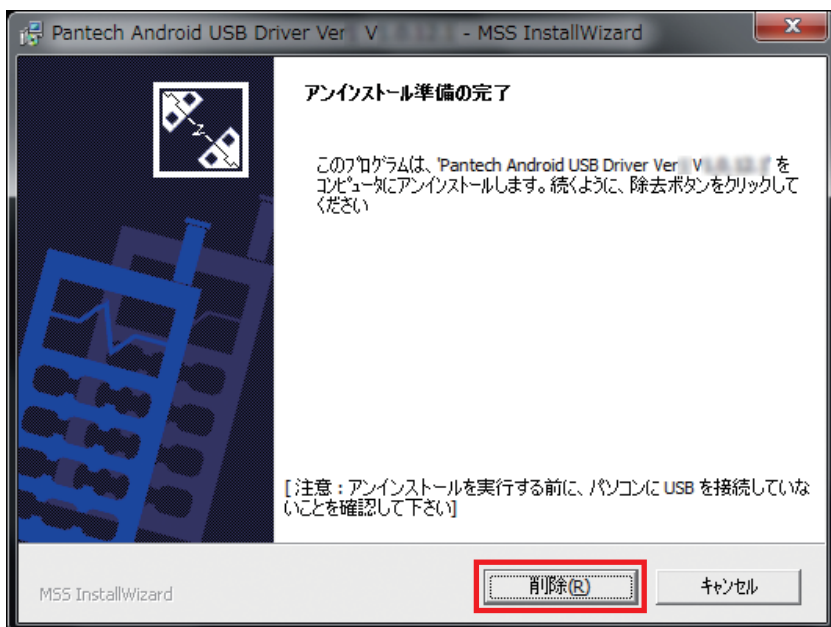 Pantech Android USB Driver Ver V - MSS InstallWizard
アンインストール準備の完了
このプログラムは、'Pantech Android USB Driver Ver V を
コンピュータにアンインストールします。続くように、除去ボタンをクリックして
ください
[注意：アンインストールを実行する前に、パソコンに USB を接続していな
いことを確認して下さい]
MSS InstallWizard
削除(R)
キャンセル